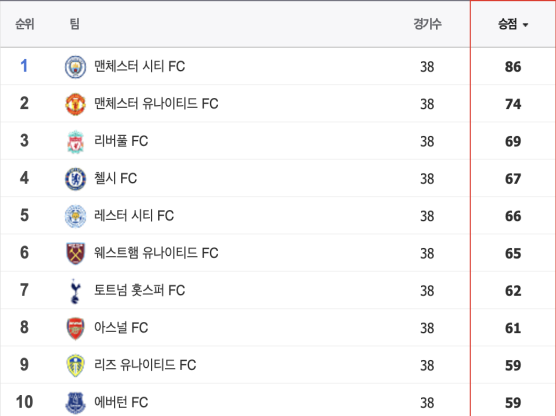 순위 팀 경기수 승점
1 맨체스터 시티 FC 38 86
2 맨체스터 유나이티드 FC 38 74
3 리버풀 FC 38 69
4 첼시 FC 38 67
5 레스터 시티 FC 38 66
6 웨스트햄 유나이티드 FC 38 65
7 토트넘 홋스퍼 FC 38 62
8 아스널 FC 38 61
9 리즈 유나이티드 FC 38 59
10 에버턴 FC 38 59